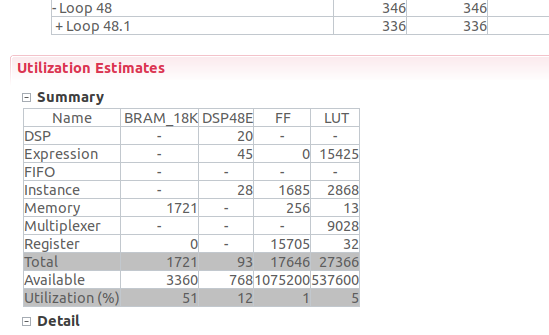 - Loop 48 346 346
+ Loop 48.1 336 336
Utilization Estimates
Summary
Name BRAM_18K DSP48E FF LUT
DSP - 20 - -
Expression - 45 0 15425
FIFO - - - -
Instance - 28 1685 2868
Memory 1721 - 256 13
Multiplexer - - - 9028
Register 0 - 15705 32
Total 1721 93 17646 27366
Available 3360 768 1075200 537600
Utilization (%) 51 12 1 5
Detail